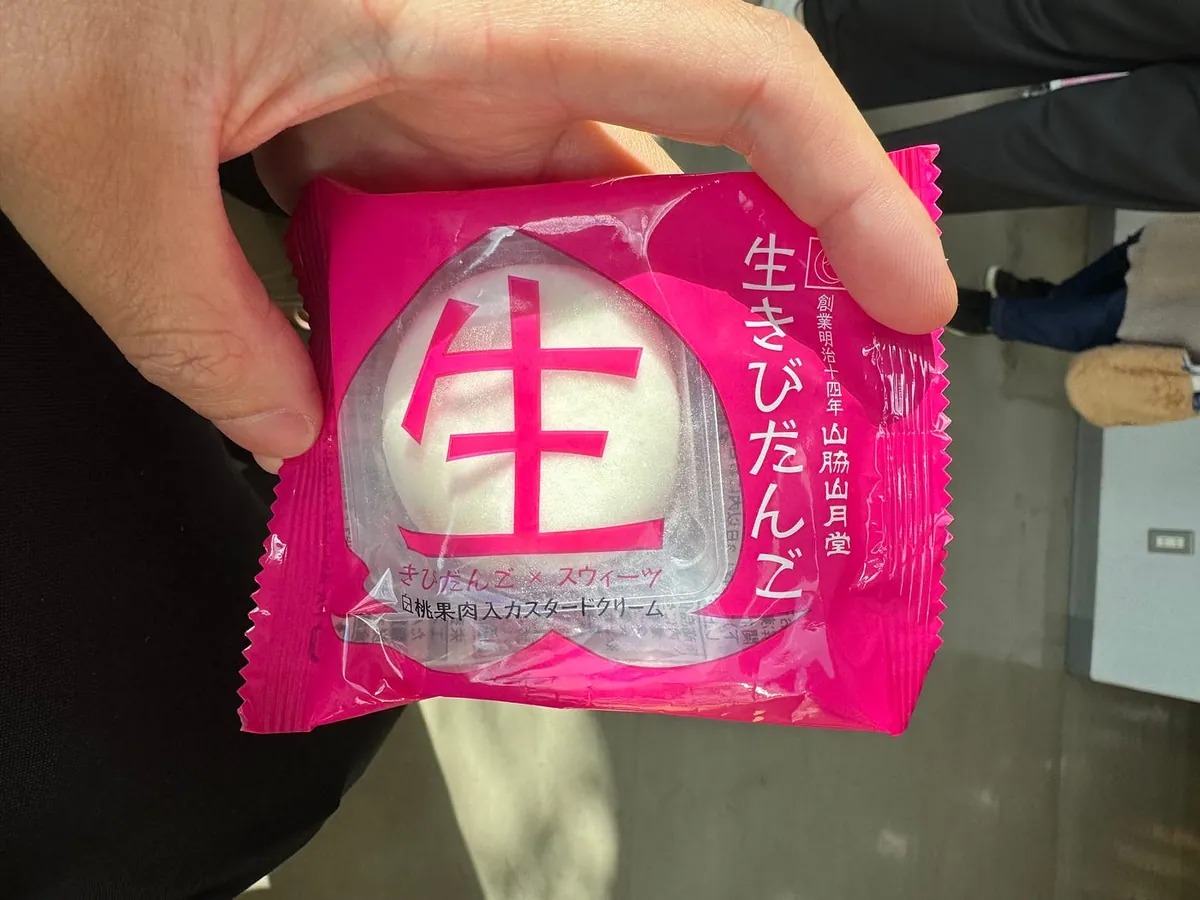 生
きびだんご × スウィーツ
白桃果肉入カスタードクリーム
生きびだんご
創業明治十四年 山脇山月堂